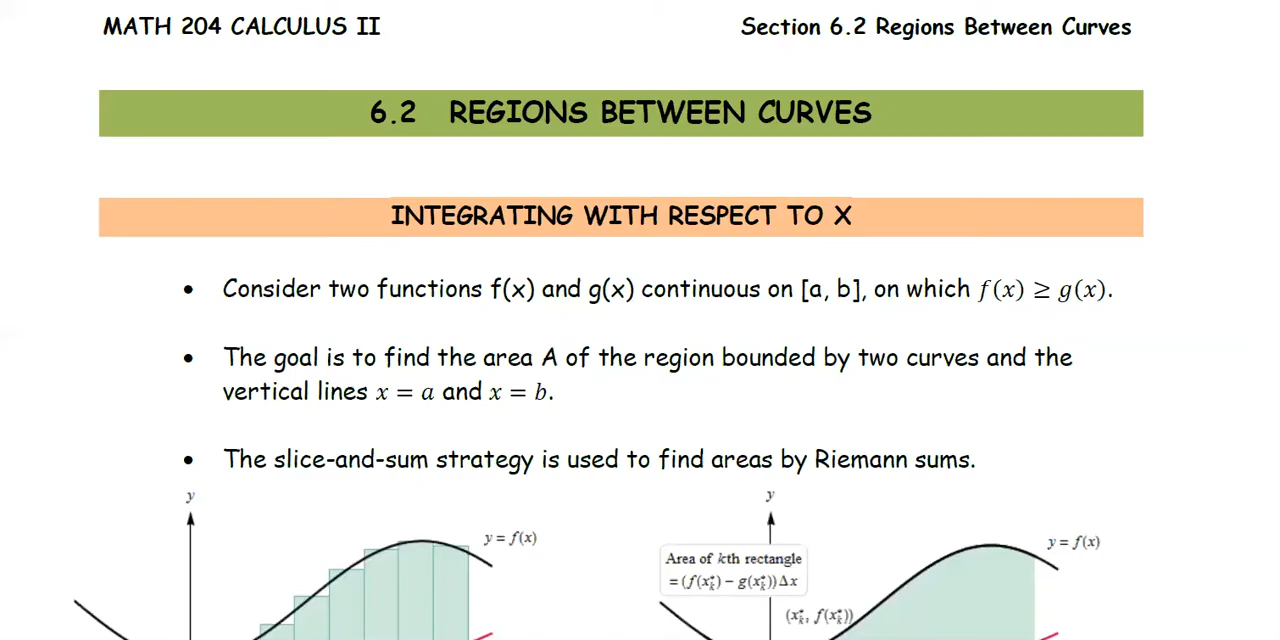 MATH 204 CALCULUS II
Section 6.2 Regions Between Curves
6.2 REGIONS BETWEEN CURVES
INTEGRATING WITH RESPECT TO X
• Consider two functions f(x) and g(x) continuous on [a, b], on which f(x) ≥ g(x).
• The goal is to find the area A of the region bounded by two curves and the
vertical lines x = a and x = b.
• The slice-and-sum strategy is used to find areas by Riemann sums.
y
y = f(x)
y
y = f(x)
Area of kth rectangle
= (f(x*ₖ) − g(x*ₖ))Δx
(x*ₖ, f(x*ₖ))